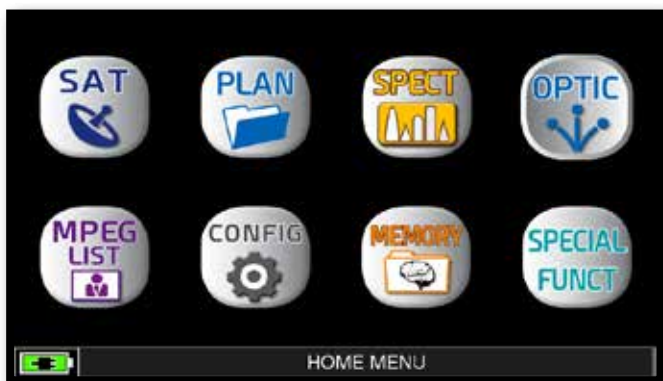 SAT
PLAN
SPECT
OPTIC
MPEG
LIST
CONFIG
MEMORY
SPECIAL
FUNCT
HOME MENU